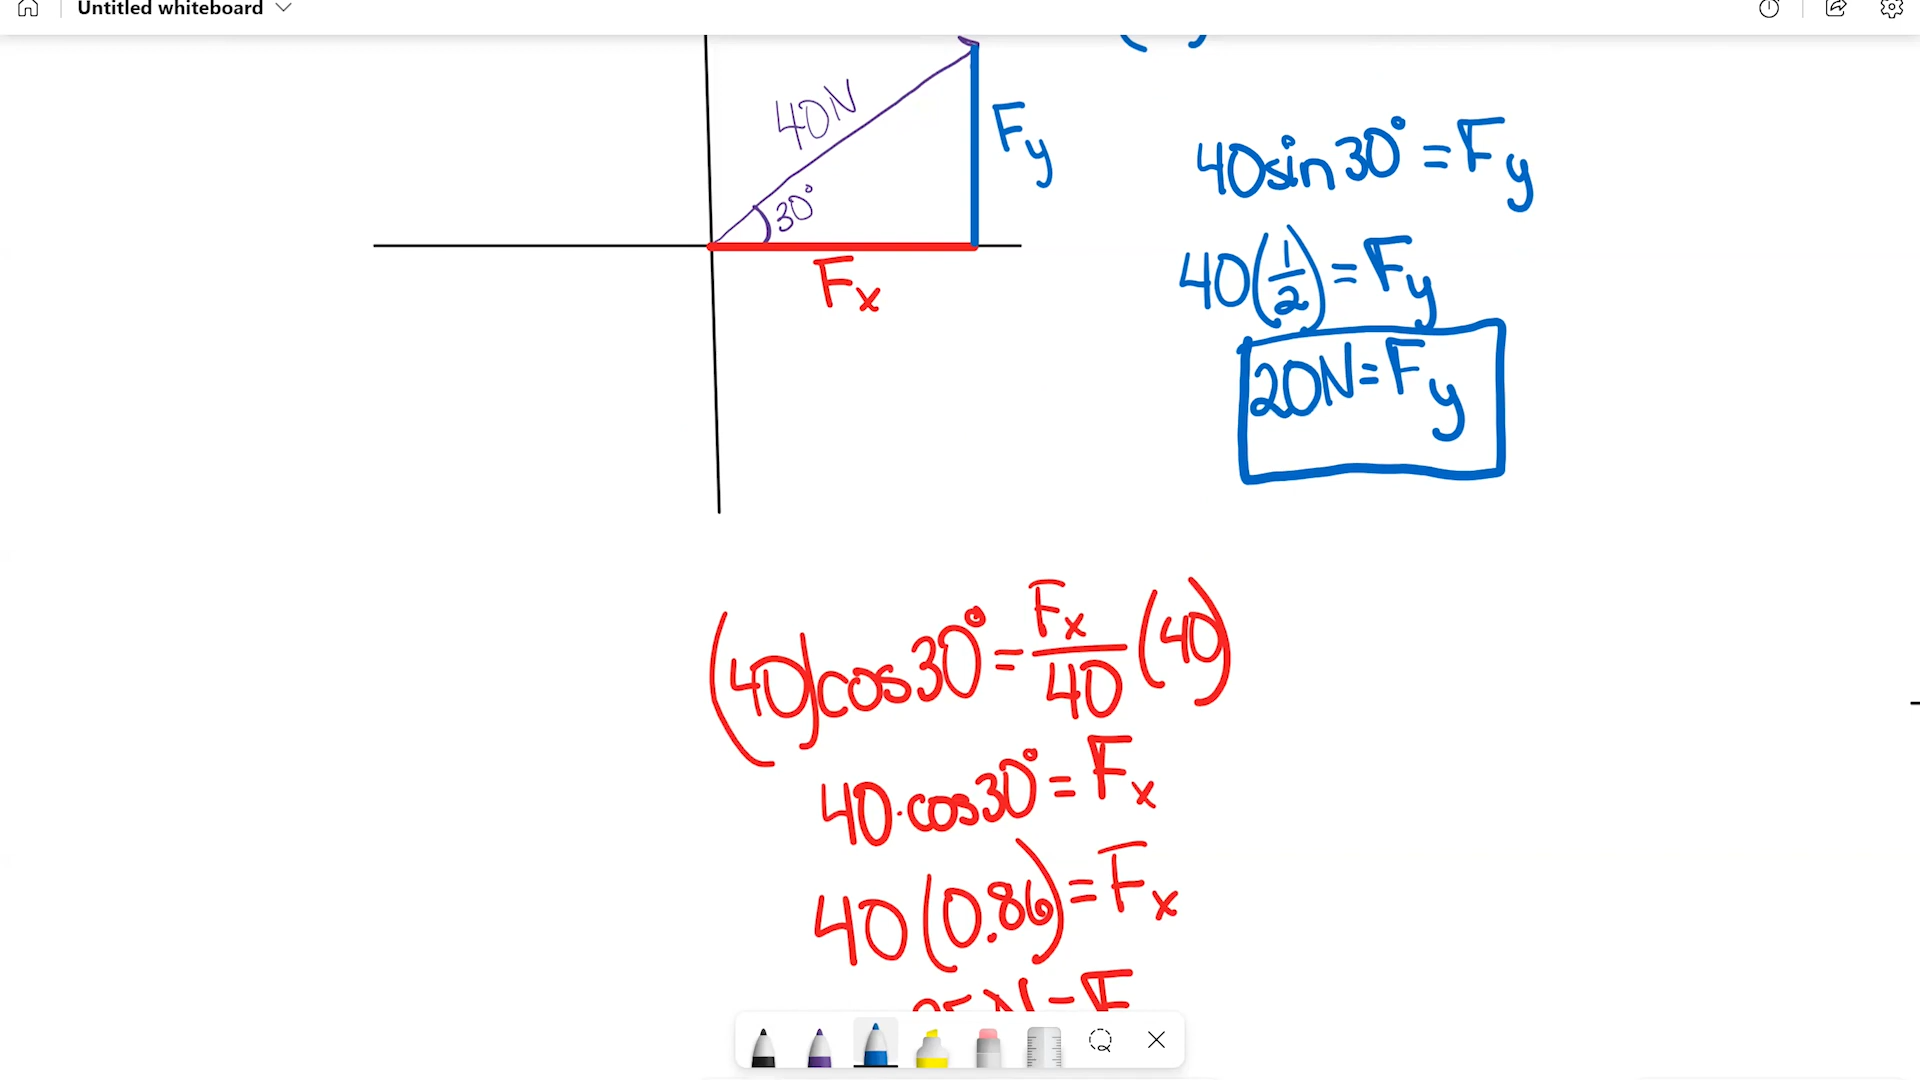 Untitled whiteboard
40N
30°
Fy
Fx
40sin30° = Fy
40(1/2) = Fy
20N = Fy
(40)cos30° = Fx/40 (40)
40·cos30° = Fx
40(0.86) = Fx